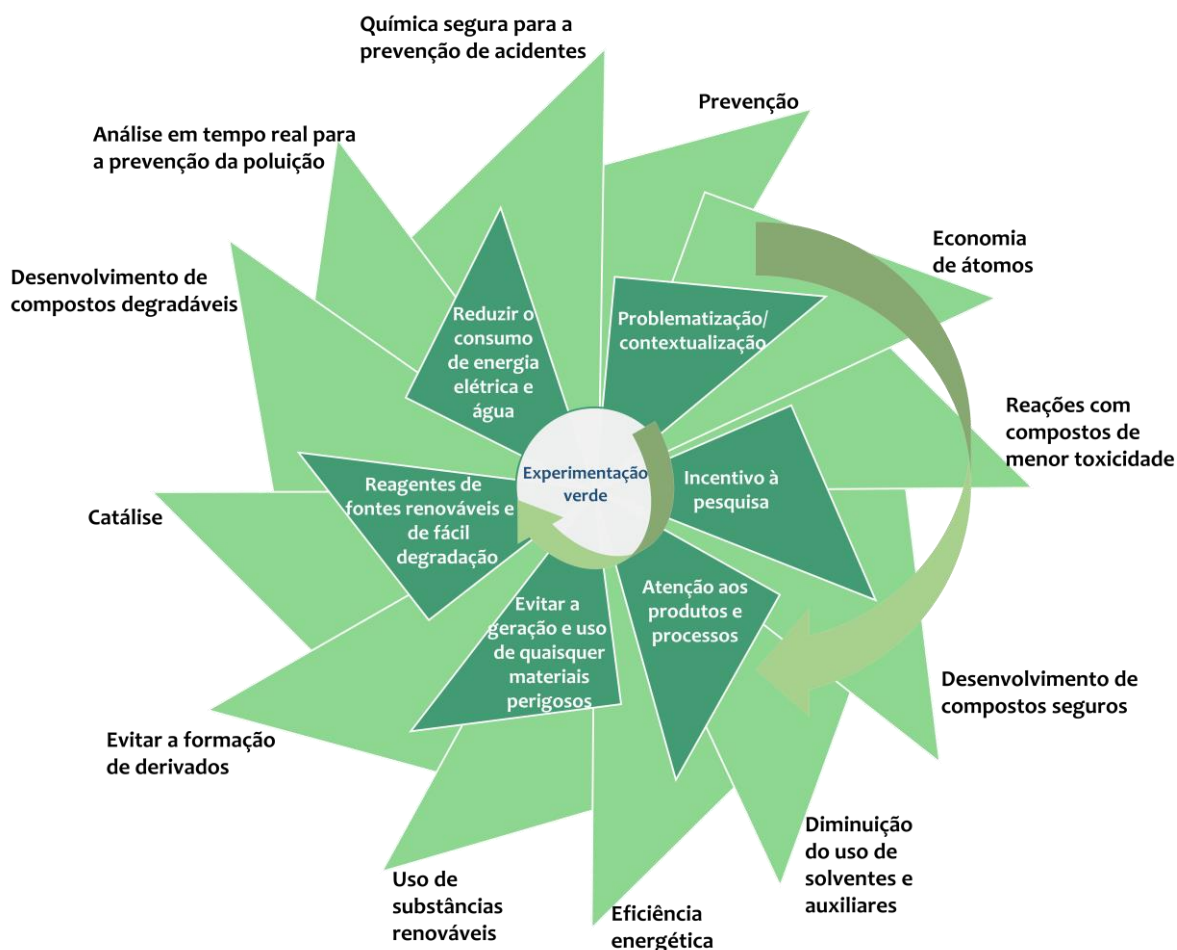 Química segura para a
prevenção de acidentes
Prevenção
Economia
de átomos
Reações com
compostos de
menor toxicidade
Desenvolvimento de
compostos seguros
Diminuição
do uso de
solventes e
auxiliares
Eficiência
energética
Uso de
substâncias
renováveis
Evitar a formação
de derivados
Catálise
Desenvolvimento de
compostos degradáveis
Análise em tempo real para
a prevenção da poluição
Problematização/
contextualização
Incentivo à
pesquisa
Atenção aos
produtos e
processos
Evitar a
geração e uso
de quaisquer
materiais
perigosos
Reagentes de
fontes renováveis e
de fácil
degradação
Reduzir o
consumo
de energia
elétrica e
água
Experimentação
verde